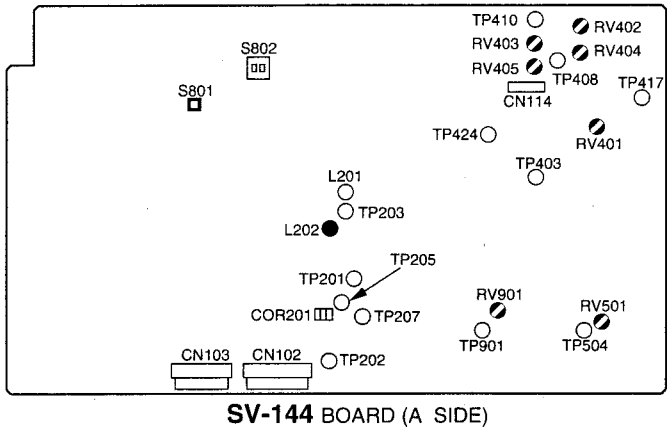 TP410
RV402
S802
RV403
RV404
RV405
TP408
TP417
S801
CN114
TP424
RV401
TP403
L201
TP203
L202
TP205
TP201
RV901
RV501
COR201
TP207
TP901
TP504
CN103
CN102
TP202
SV-144 BOARD (A SIDE)